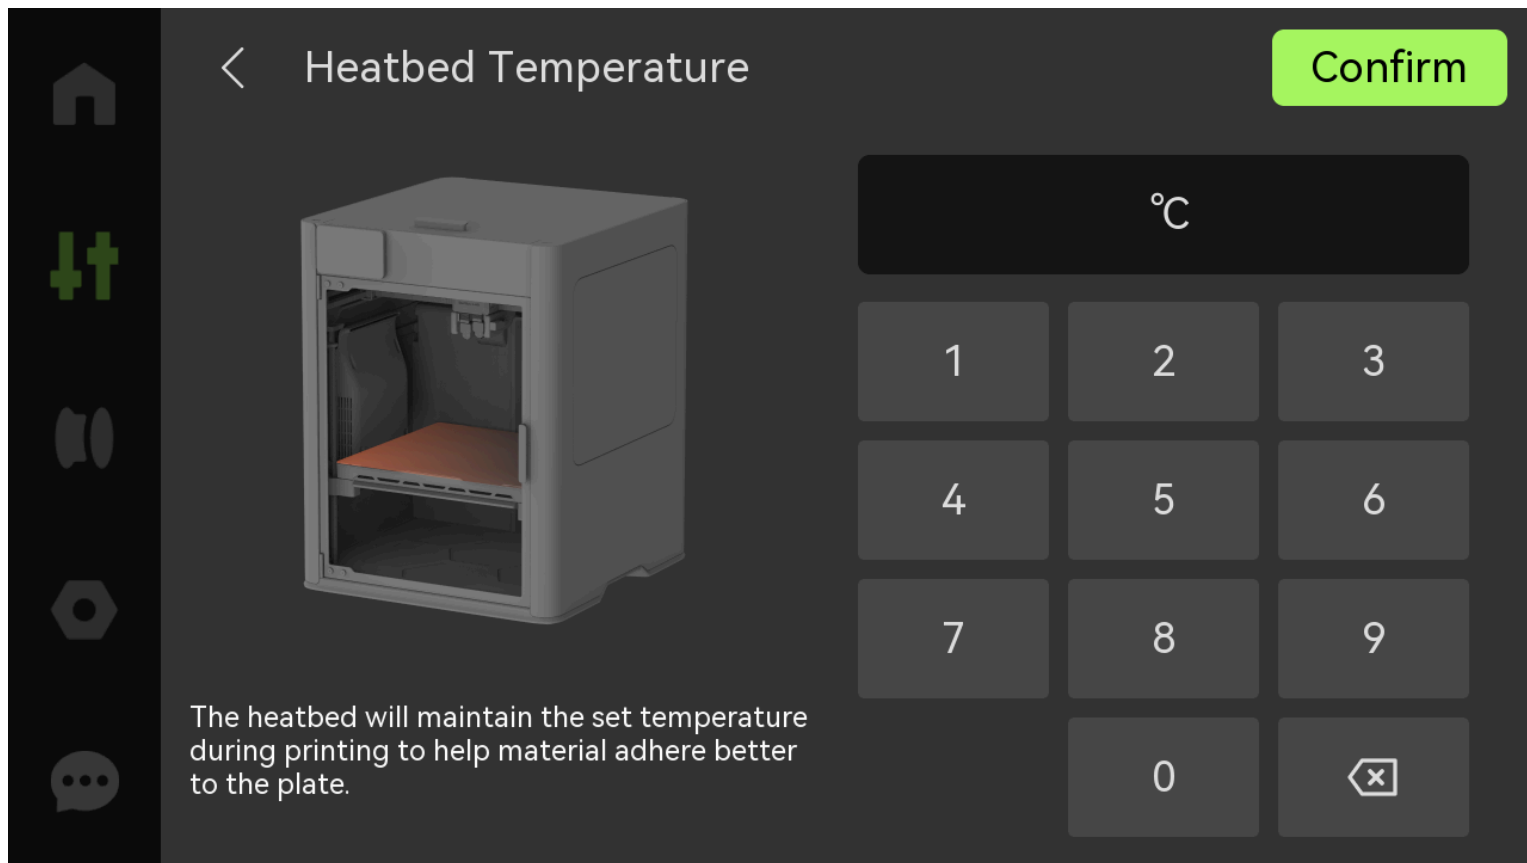 Heatbed Temperature
Confirm
℃
1 2 3
4 5 6
7 8 9
The heatbed will maintain the set temperature
during printing to help material adhere better
to the plate.
0